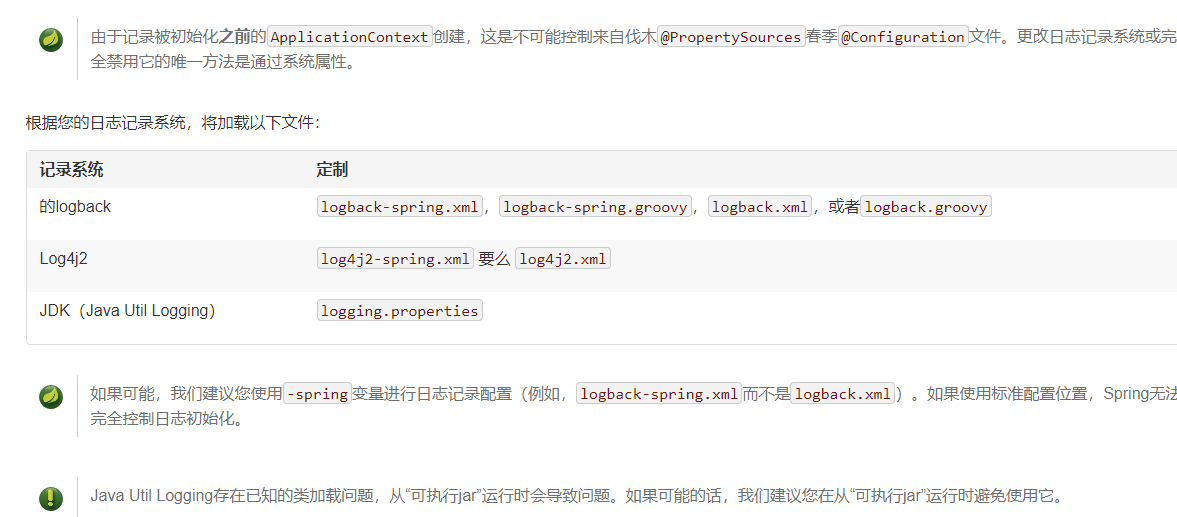 由于记录被初始化之前的ApplicationContext创建，这是不可能控制来自伐木@PropertySources春季@Configuration文件。更改日志记录系统或完
全禁用它的唯一方法是通过系统属性。
根据您的日志记录系统，将加载以下文件：
记录系统 定制
的logback logback-spring.xml，logback-spring.groovy，logback.xml，或者logback.groovy
Log4j2 log4j2-spring.xml 要么 log4j2.xml
JDK（Java Util Logging） logging.properties
如果可能，我们建议您使用-spring变量进行日志记录配置（例如，logback-spring.xml而不是logback.xml）。如果使用标准配置位置，Spring无法
完全控制日志初始化。
Java Util Logging存在已知的类加载问题，从“可执行jar”运行时会导致问题。如果可能的话，我们建议您在从“可执行jar”运行时避免使用它。